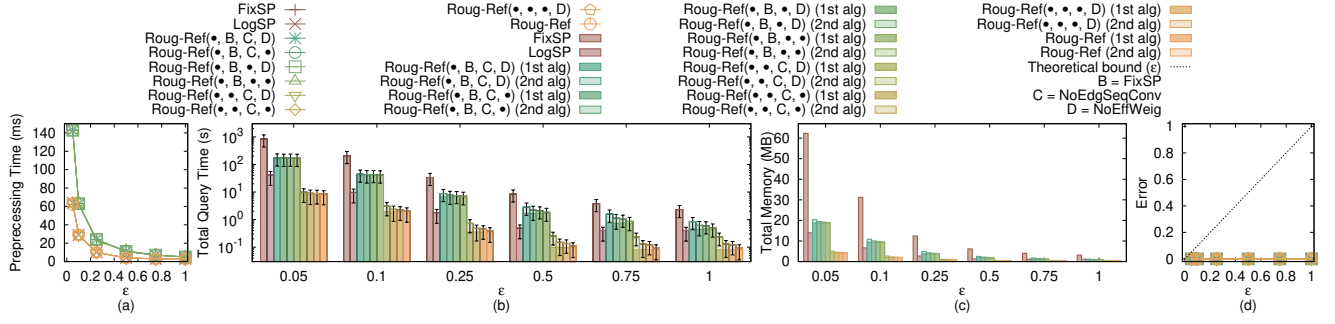 FixSP
LogSP
Roug-Ref(•, B, C, D)
Roug-Ref(•, B, C, •)
Roug-Ref(•, B, •, D)
Roug-Ref(•, B, •, •)
Roug-Ref(•, •, C, D)
Roug-Ref(•, •, C, •)
Roug-Ref(•, •, •, D)
Roug-Ref
FixSP
LogSP
Roug-Ref(•, B, C, D) (1st alg)
Roug-Ref(•, B, C, D) (2nd alg)
Roug-Ref(•, B, C, •) (1st alg)
Roug-Ref(•, B, C, •) (2nd alg)
Roug-Ref(•, B, •, D) (1st alg)
Roug-Ref(•, B, •, D) (2nd alg)
Roug-Ref(•, B, •, •) (1st alg)
Roug-Ref(•, B, •, •) (2nd alg)
Roug-Ref(•, •, C, D) (1st alg)
Roug-Ref(•, •, C, D) (2nd alg)
Roug-Ref(•, •, C, •) (1st alg)
Roug-Ref(•, •, C, •) (2nd alg)
Roug-Ref(•, •, •, D) (1st alg)
Roug-Ref(•, •, •, D) (2nd alg)
Roug-Ref (1st alg)
Roug-Ref (2nd alg)
Theoretical bound (ε)
B = FixSP
C = NoEdgSeqConv
D = NoEffWeig
Preprecessing Time (ms)
140
120
100
80
60
40
20
0
0 0.2 0.4 0.6 0.8 1
ε
(a)
Total Query Time (s)
10³
10²
10¹
10⁰
10⁻¹
0.05 0.1 0.25 0.5 0.75 1
ε
(b)
Total Memory (MB)
60
50
40
30
20
10
0
0.05 0.1 0.25 0.5 0.75 1
ε
(c)
Error
1
0.8
0.6
0.4
0.2
0
0 0.2 0.4 0.6 0.8 1
ε
(d)